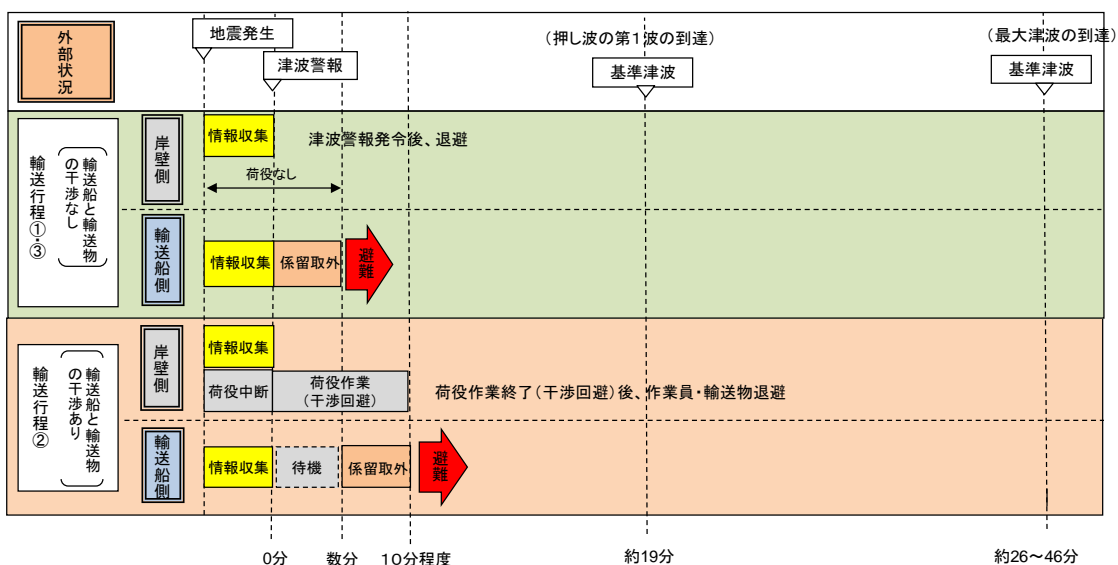 外部状況
地震発生
津波警報
(押し波の第1波の到達)
基準津波
(最大津波の到達)
基準津波
輸送行程①・③
輸送船と輸送物
の干渉なし
岸壁側
情報収集
津波警報発令後、退避
荷役なし
輸送船側
情報収集
係留取外
避難
輸送行程②
輸送船と輸送物
の干渉あり
岸壁側
情報収集
荷役中断
荷役作業
(干渉回避)
荷役作業終了(干渉回避)後、作業員・輸送物退避
輸送船側
情報収集
待機
係留取外
避難
0分
数分
10分程度
約19分
約26～46分